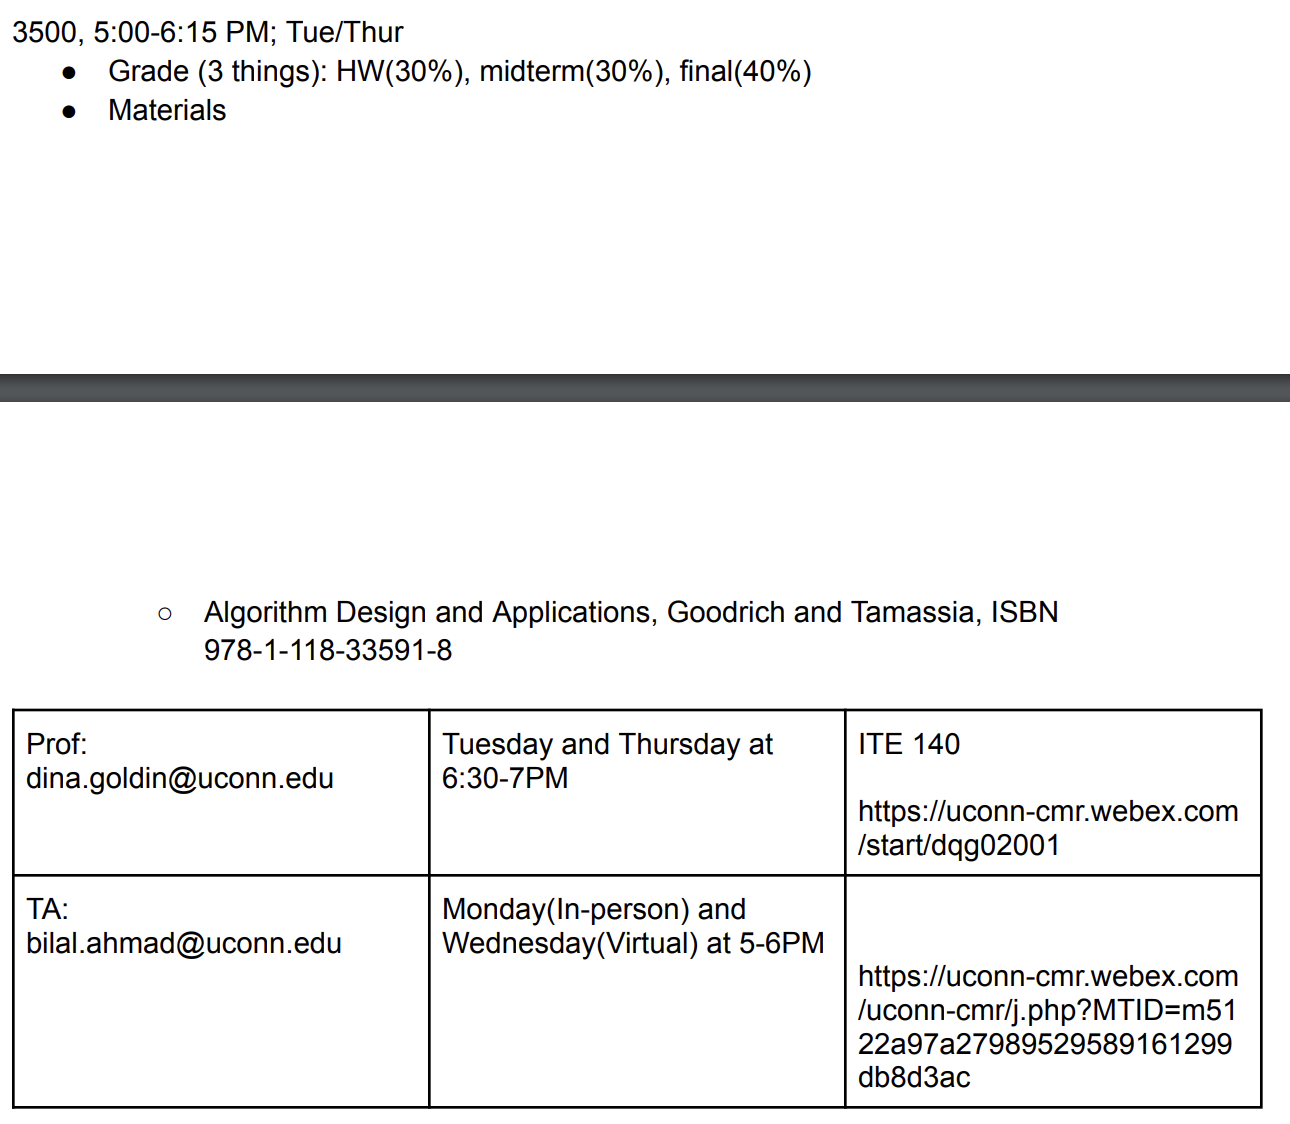 3500, 5:00-6:15 PM; Tue/Thur
● Grade (3 things): HW(30%), midterm(30%), final(40%)
● Materials
○ Algorithm Design and Applications, Goodrich and Tamassia, ISBN
978-1-118-33591-8
Prof:
dina.goldin@uconn.edu
Tuesday and Thursday at
6:30-7PM
ITE 140
https://uconn-cmr.webex.com
/start/dqg02001
TA:
bilal.ahmad@uconn.edu
Monday(In-person) and
Wednesday(Virtual) at 5-6PM
https://uconn-cmr.webex.com
/uconn-cmr/j.php?MTID=m51
22a97a27989529589161299
db8d3ac